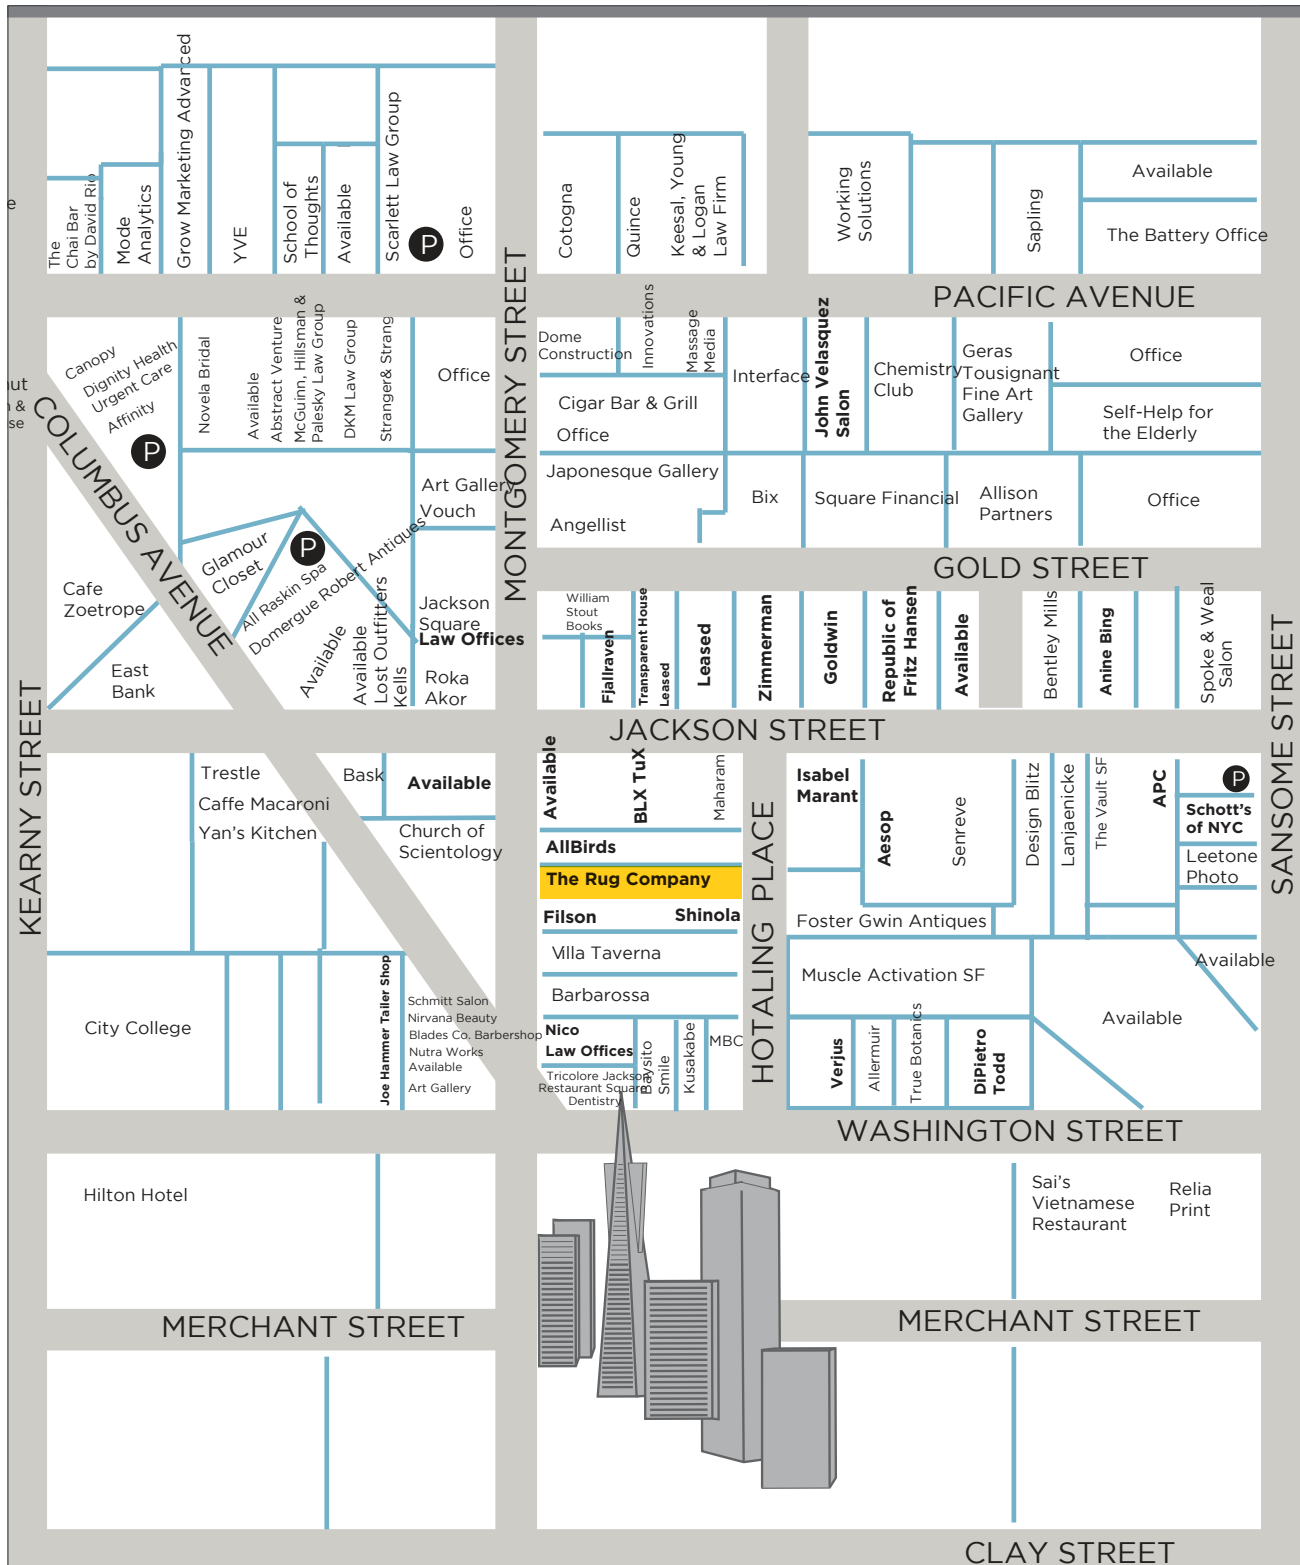 The
Chai Bar
by David Rio
Mode
Analytics
Grow Marketing Advanced
YVE
School of
Thoughts
Available
Scarlett Law Group
P
Office
Cotogna
Quince
Keesal, Young
& Logan
Law Firm
Working
Solutions
Sapling
Available
The Battery Office
PACIFIC AVENUE
MONTGOMERY STREET
Canopy
Dignity Health
Urgent Care
Affinity
P
Novela Bridal
Available
Abstract Venture
McGuinn, Hillsman &
Palesky Law Group
DKM Law Group
Stranger& Strang
Office
Dome
Construction
Innovations
Massage
Media
Interface
John Velasquez
Salon
Chemistry
Club
Geras
Tousignant
Fine Art
Gallery
Office
Self-Help for
the Elderly
Cigar Bar & Grill
Office
COLUMBUS AVENUE
Art Gallery
Vouch
Japonesque Gallery
Angellist
Bix
Square Financial
Allison
Partners
Office
GOLD STREET
Glamour
Closet
P
All Raskin Spa
Domergue Robert Antiques
Available
Available
Lost Outfitters
Kells
Jackson
Square
Law Offices
Roka
Akor
Cafe
Zoetrope
East
Bank
William
Stout
Books
Fjallraven
Transparent House
Leased
Leased
Zimmerman
Goldwin
Republic of
Fritz Hansen
Available
Bentley Mills
Anine Bing
Spoke & Weal
Salon
JACKSON STREET
KEARNY STREET
SANSOME STREET
Trestle
Caffe Macaroni
Yan's Kitchen
Bask
Available
Church of
Scientology
Available
BLX TuX
Maharam
AllBirds
The Rug Company
Filson
Shinola
Villa Taverna
Barbarossa
Nico
Law Offices
Tricolore Jackson
Restaurant Square
Dentistry
Baysito
Smile
Kusakabe
MBC
HOTALING PLACE
Isabel
Marant
Aesop
Senreve
Design Blitz
Lanjaenicke
The Vault SF
APC
P
Schott's
of NYC
Leetone
Photo
Foster Gwin Antiques
Muscle Activation SF
Available
Available
Verjus
Allermuir
True Botanics
DiPietro
Todd
City College
Joe Hammer Tailer Shop
Schmitt Salon
Nirvana Beauty
Blades Co. Barbershop
Nutra Works
Available
Art Gallery
WASHINGTON STREET
Hilton Hotel
Sai's
Vietnamese
Restaurant
Relia
Print
MERCHANT STREET
MERCHANT STREET
CLAY STREET